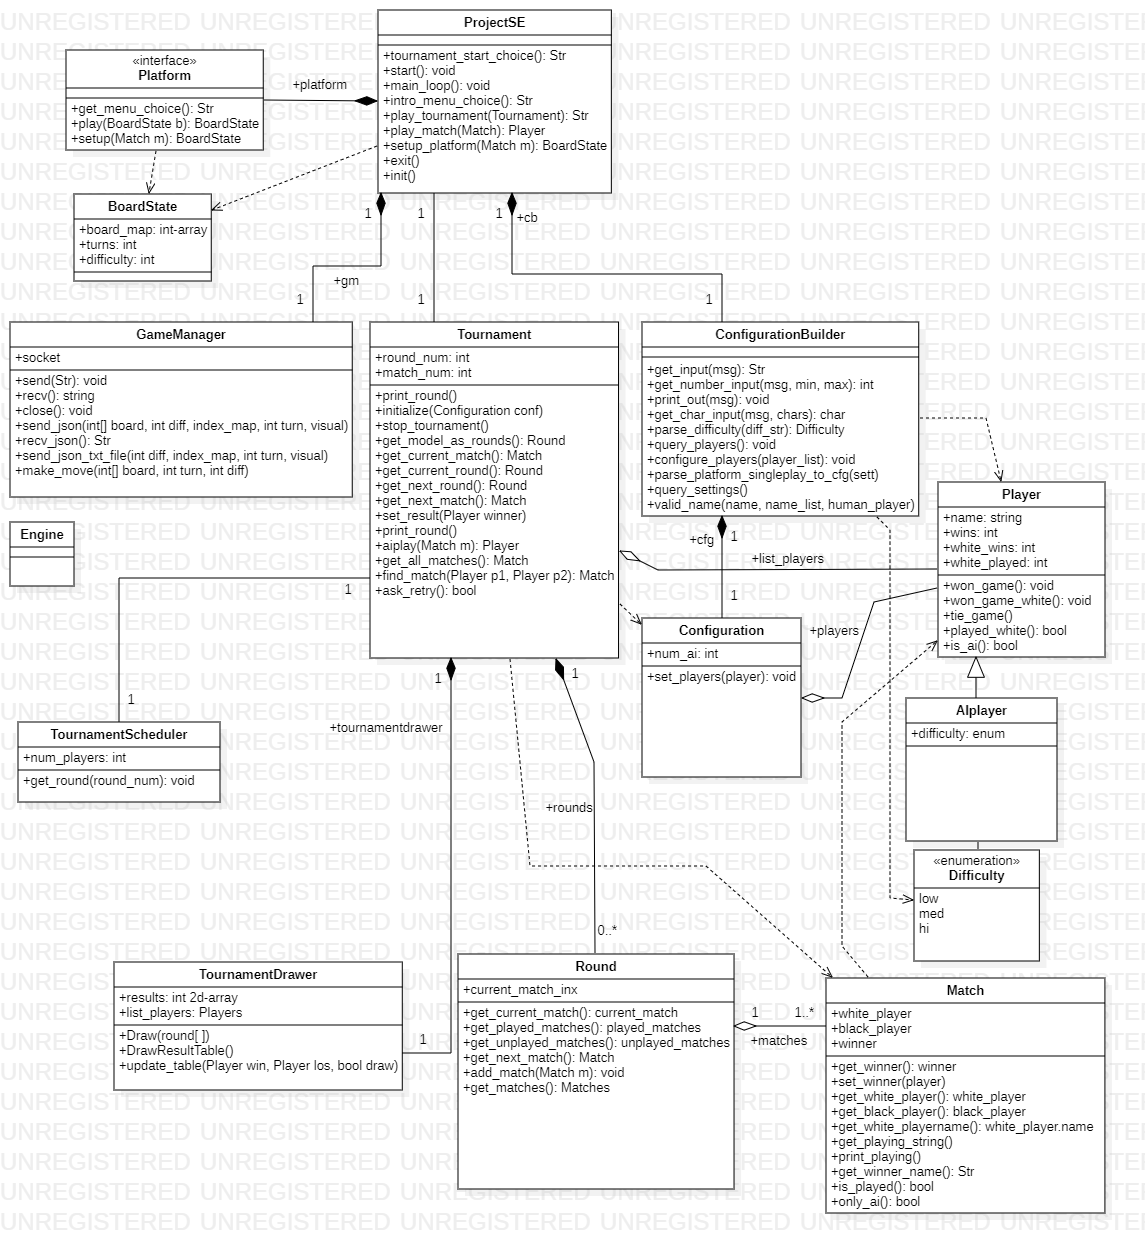 ProjectSE
+tournament_start_choice(): Str
+start(): void
+main_loop(): void
+intro_menu_choice(): Str
+play_tournament(Tournament): Str
+play_match(Match): Player
+setup_platform(Match m): BoardState
+exit()
+init()
«interface»
Platform
+get_menu_choice(): Str
+play(BoardState b): BoardState
+setup(Match m): BoardState
+platform
BoardState
+board_map: int-array
+turns: int
+difficulty: int
1
1
1
+cb
+gm
1
1
1
GameManager
+socket
+send(Str): void
+recv(): string
+close(): void
+send_json(int[] board, int diff, index_map, int turn, visual)
+recv_json(): Str
+send_json_txt_file(int diff, index_map, int turn, visual)
+make_move(int[] board, int turn, int diff)
Tournament
+round_num: int
+match_num: int
+print_round()
+initialize(Configuration conf)
+stop_tournament()
+get_model_as_rounds(): Round
+get_current_match(): Match
+get_current_round(): Round
+get_next_round(): Round
+get_next_match(): Match
+set_result(Player winner)
+print_round()
+aiplay(Match m): Player
+get_all_matches(): Match
+find_match(Player p1, Player p2): Match
+ask_retry(): bool
ConfigurationBuilder
+get_input(msg): Str
+get_number_input(msg, min, max): int
+print_out(msg): void
+get_char_input(msg, chars): char
+parse_difficulty(diff_str): Difficulty
+query_players(): void
+configure_players(player_list): void
+parse_platform_singleplay_to_cfg(sett)
+query_settings()
+valid_name(name, name_list, human_player)
Player
+name: string
+wins: int
+white_wins: int
+white_played: int
+won_game(): void
+won_game_white(): void
+tie_game()
+played_white(): bool
+is_ai(): bool
Engine
+cfg
1
+list_players
1
1
Configuration
+num_ai: int
+set_players(player): void
+players
1
1
1
AIplayer
+difficulty: enum
TournamentScheduler
+num_players: int
+get_round(round_num): void
+tournamentdrawer
+rounds
«enumeration»
Difficulty
low
med
hi
0..*
TournamentDrawer
+results: int 2d-array
+list_players: Players
+Draw(round[ ])
+DrawResultTable()
+update_table(Player win, Player los, bool draw)
1
Round
+current_match_inx
+get_current_match(): current_match
+get_played_matches(): played_matches
+get_unplayed_matches(): unplayed_matches
+get_next_match(): Match
+add_match(Match m): void
+get_matches(): Matches
1
1..*
+matches
Match
+white_player
+black_player
+winner
+get_winner(): winner
+set_winner(player)
+get_white_player(): white_player
+get_black_player(): black_player
+get_white_playername(): white_player.name
+get_playing_string()
+print_playing()
+get_winner_name(): Str
+is_played(): bool
+only_ai(): bool